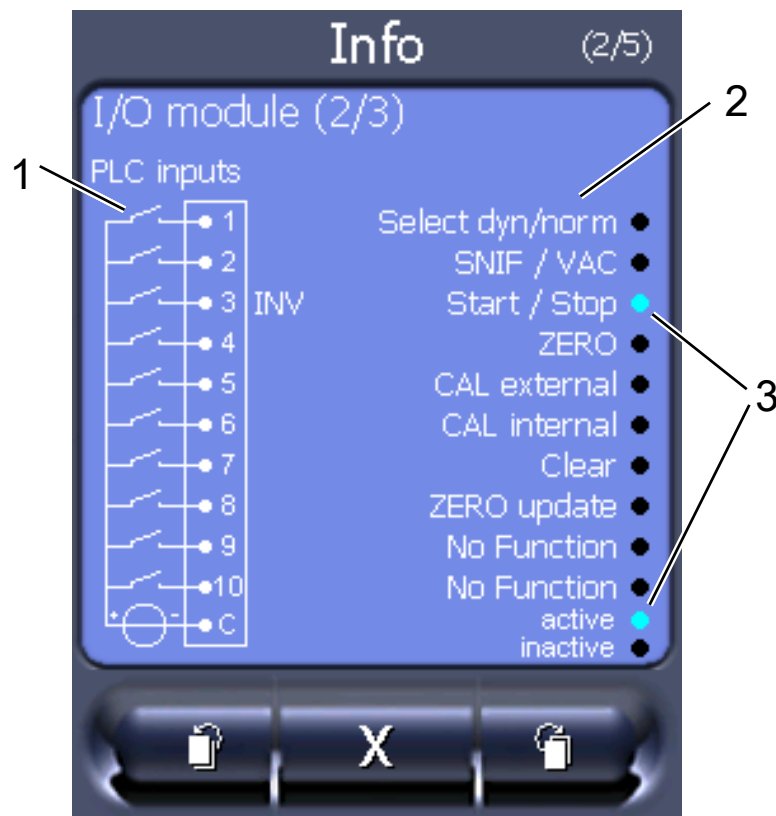 Info (2/5)
I/O module (2/3)
2
1
PLC inputs
1 Select dyn/norm
2 SNIF / VAC
3 INV Start / Stop
4 ZERO
5 CAL external
3
6 CAL internal
7 Clear
8 ZERO update
9 No Function
10 No Function
+ - C active
inactive
X